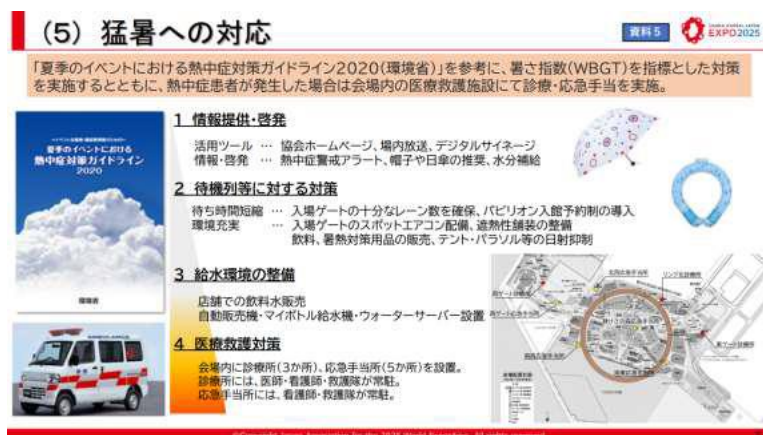 (5) 猛暑への対応
資料5
EXPO2025
「夏季のイベントにおける熱中症対策ガイドライン2020(環境省)」を参考に、暑さ指数(WBGT)を指標とした対策
を実施するとともに、熱中症患者が発生した場合は会場内の医療救護施設にて診療・応急手当を実施。
夏季のイベントにおける
熱中症対策ガイドライン
2020
環境省
1 情報提供・啓発
活用ツール … 協会ホームページ、場内放送、デジタルサイネージ
情報・啓発 … 熱中症警戒アラート、帽子や日傘の推奨、水分補給
2 待機列等に対する対策
待ち時間短縮 … 入場ゲートの十分なレーン数を確保、パビリオン入館予約制の導入
環境充実 … 入場ゲートのスポットエアコン配備、遮熱性舗装の整備
飲料、暑熱対策用品の販売、テント・パラソル等の日射抑制
3 給水環境の整備
店舗での飲料水販売
自動販売機・マイボトル給水機・ウォーターサーバー設置
4 医療救護対策
会場内に診療所(3か所)、応急手当所(5か所)を設置。
診療所には、医師・看護師・救護隊が常駐。
応急手当所には、看護師・救護隊が常駐。